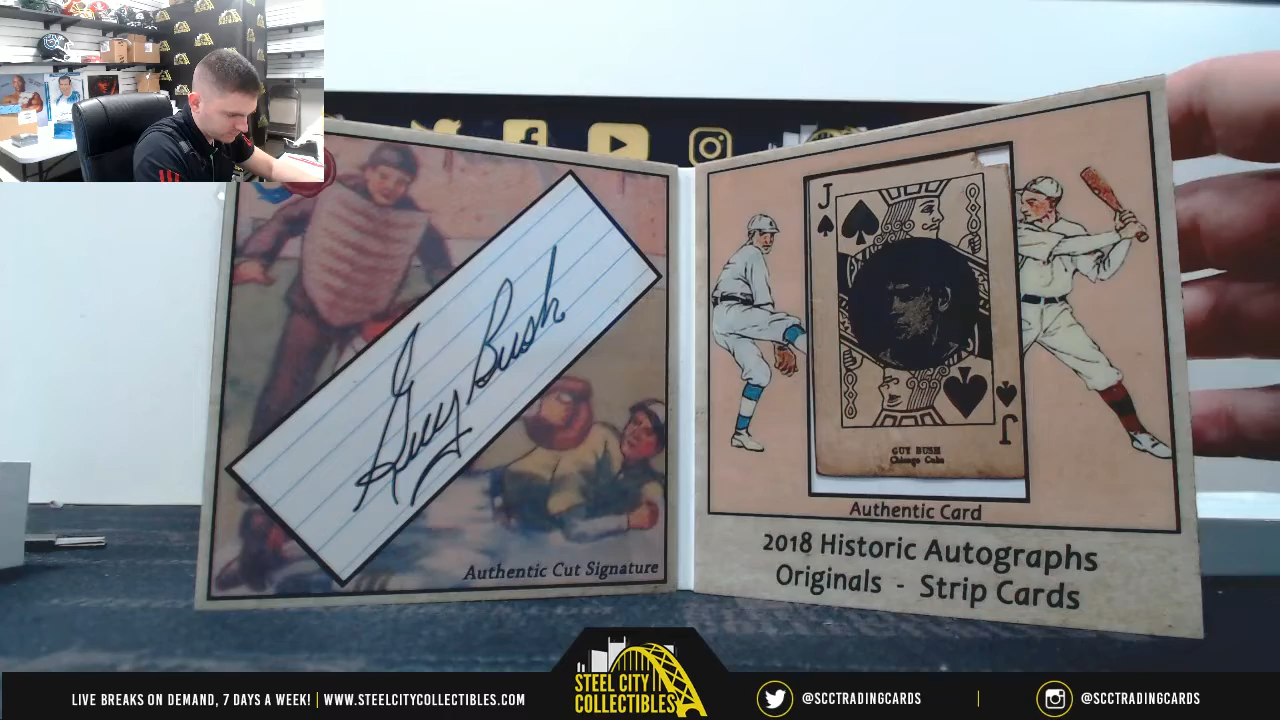 Guy Bush
Authentic Cut Signature
J
J
GUY BUSH
Chicago Cubs
Authentic Card
2018 Historic Autographs
Originals - Strip Cards
STEEL CITY
COLLECTIBLES
LIVE BREAKS ON DEMAND, 7 DAYS A WEEK! | WWW.STEELCITYCOLLECTIBLES.COM
@SCCTRADINGCARDS | @SCCTRADINGCARDS